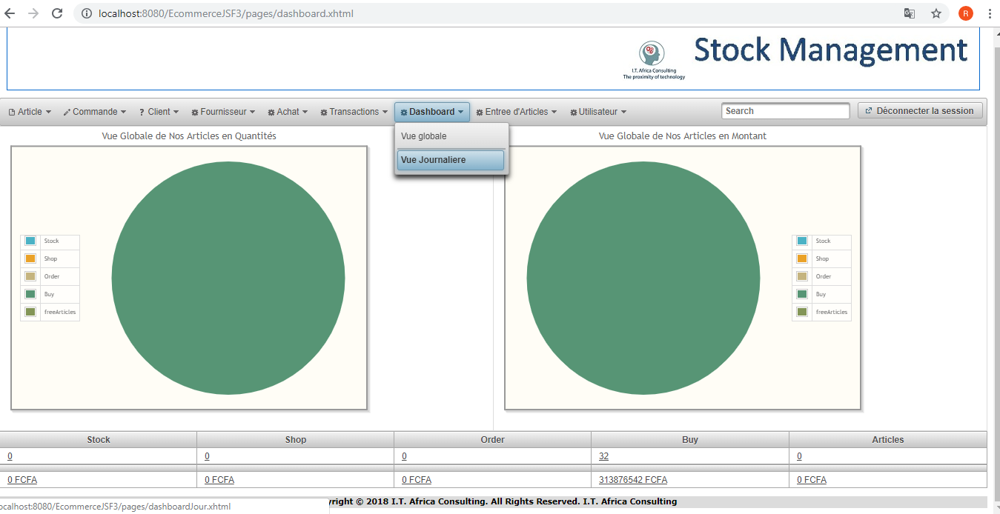 localhost:8080/EcommerceJSF3/pages/dashboard.xhtml
R
Stock Management
I.T. Africa Consulting
The proximity of technology
Article Commande ? Client Fournisseur Achat Transactions Dashboard Entree d'Articles Utilisateur Search Déconnecter la session
Vue globale
Vue Journaliere
Vue Globale de Nos Articles en Quantités
Stock
Shop
Order
Buy
freeArticles
Vue Globale de Nos Articles en Montant
Stock
Shop
Order
Buy
freeArticles
Stock Shop Order Buy Articles
0 0 0 32 0
0 FCFA 0 FCFA 0 FCFA 313876542 FCFA 0 FCFA
yright © 2018 I.T. Africa Consulting. All Rights Reserved. I.T. Africa Consulting
ocalhost:8080/EcommerceJSF3/pages/dashboardJour.xhtml